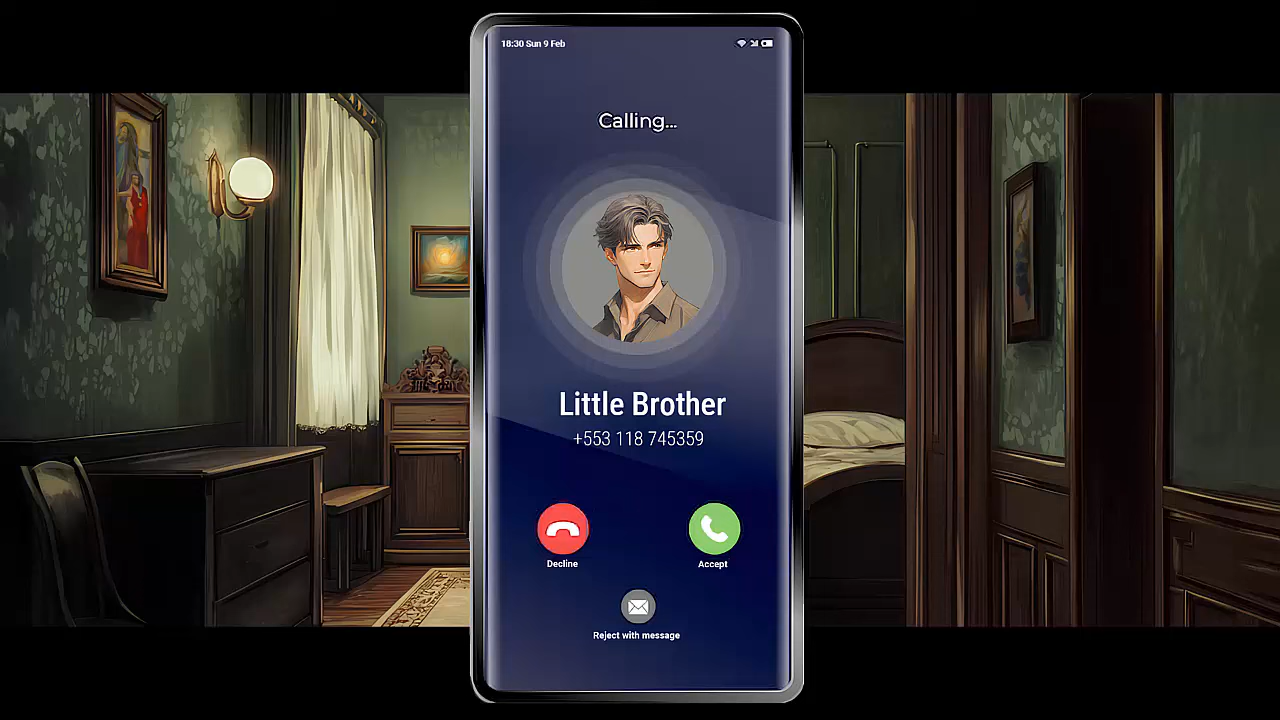 18:30 Sun 9 Feb
Calling...
Little Brother
+553 118 745359
Decline
Accept
Reject with message